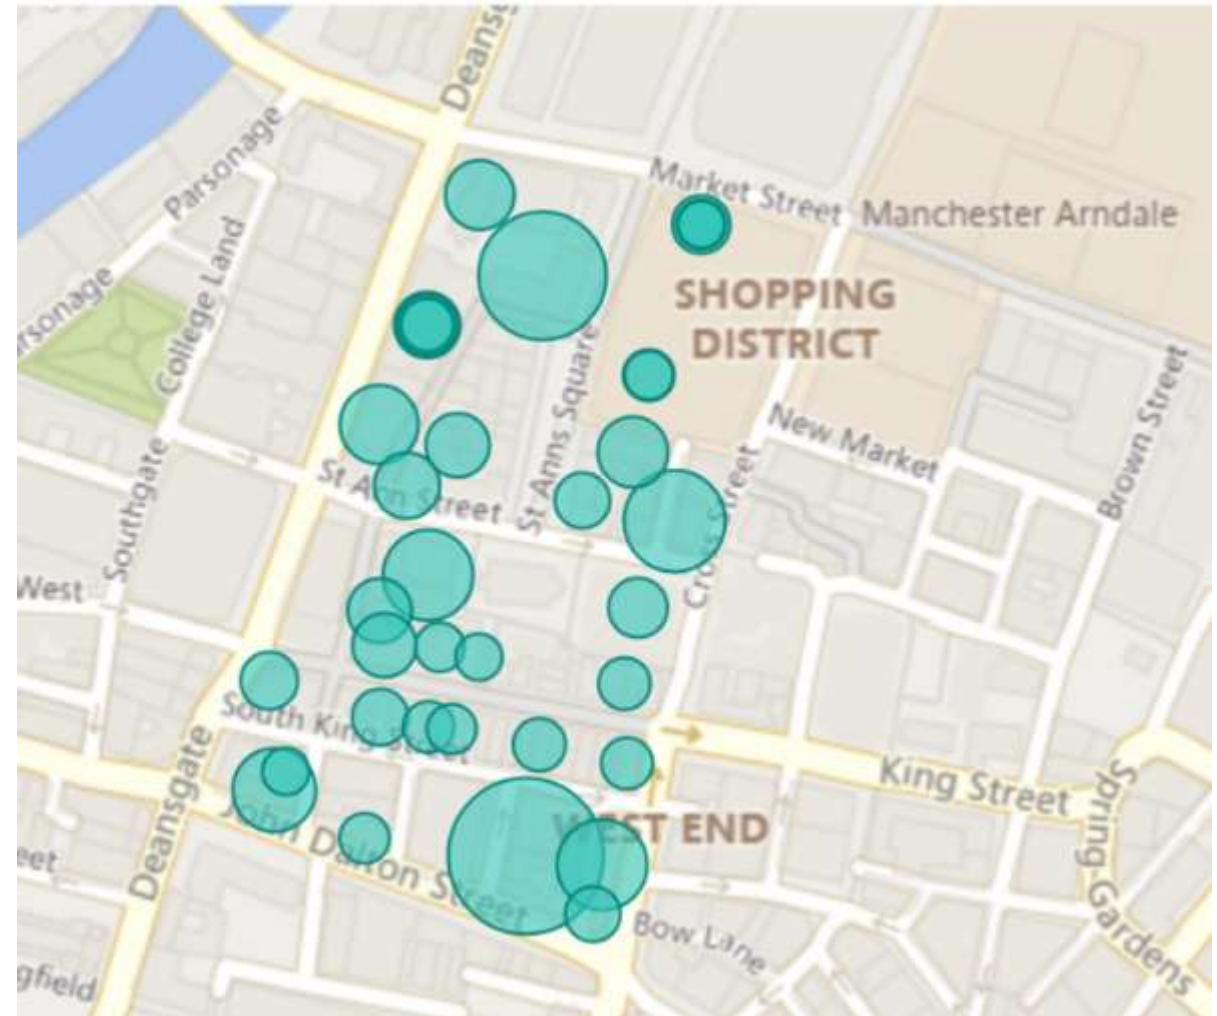 Deansg
Parsonage
Market Street
Manchester Arndale
College Land
arsonage
SHOPPING
DISTRICT
St Anns Square
New Market
Brown Street
Southgate
St Ann Street
Cross Street
West
South King Street
Deansgate
King Street
Spring Gardens
John Dalton Street
WEST END
eet
Bow Lane
gfield